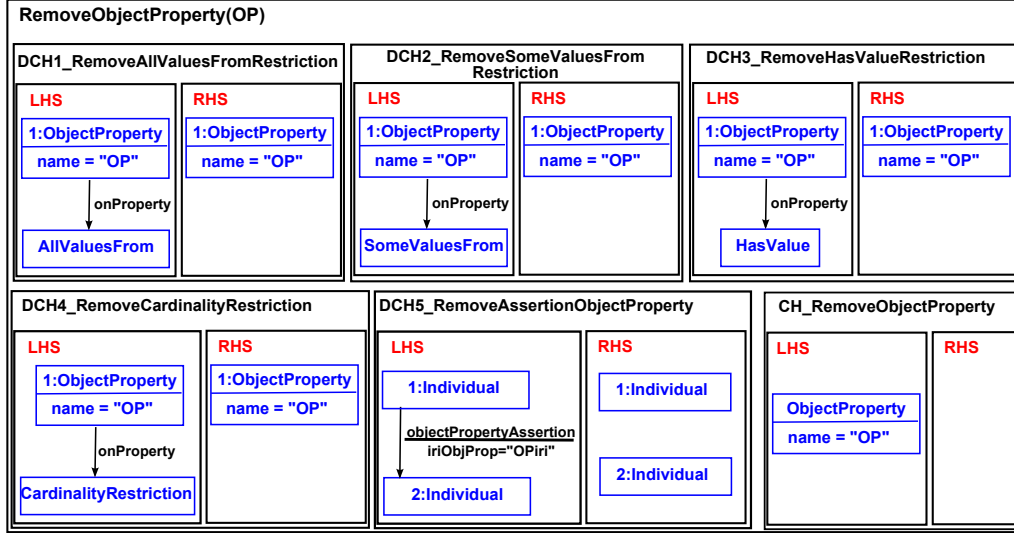 RemoveObjectProperty(OP)
DCH1_RemoveAllValuesFromRestriction
LHS
RHS
1:ObjectProperty
name = "OP"
1:ObjectProperty
name = "OP"
onProperty
AllValuesFrom
DCH2_RemoveSomeValuesFrom
Restriction
LHS
RHS
1:ObjectProperty
name = "OP"
1:ObjectProperty
name = "OP"
onProperty
SomeValuesFrom
DCH3_RemoveHasValueRestriction
LHS
RHS
1:ObjectProperty
name = "OP"
1:ObjectProperty
name = "OP"
onProperty
HasValue
DCH4_RemoveCardinalityRestriction
LHS
RHS
1:ObjectProperty
name = "OP"
1:ObjectProperty
name = "OP"
onProperty
CardinalityRestriction
DCH5_RemoveAssertionObjectProperty
LHS
RHS
1:Individual
1:Individual
objectPropertyAssertion
iriObjProp="OPiri"
2:Individual
2:Individual
CH_RemoveObjectProperty
LHS
RHS
ObjectProperty
name = "OP"